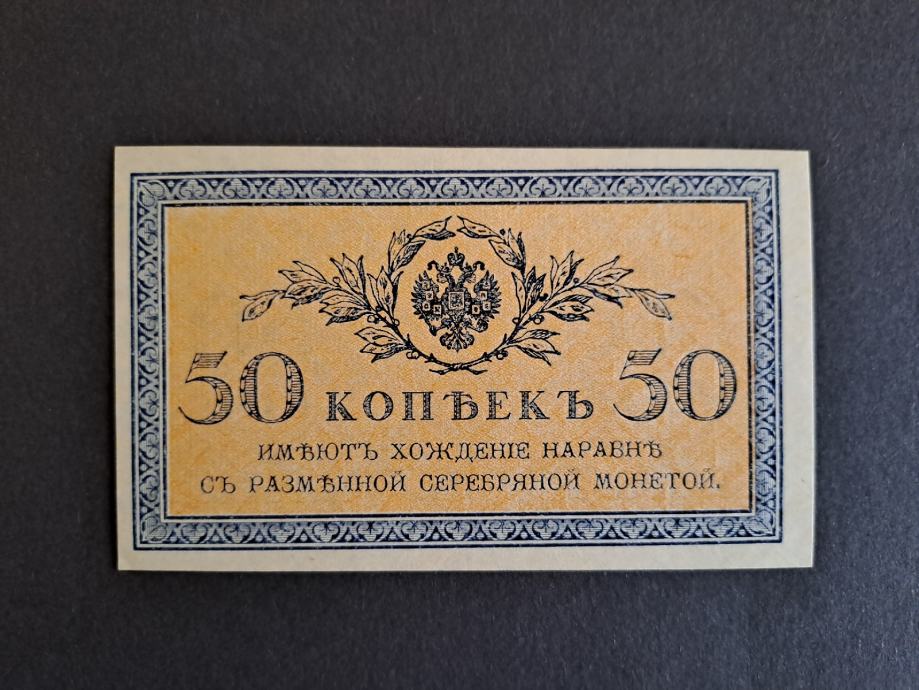 50 КОПѢЕКЪ 50
ИМѢЮТЪ ХОЖДЕНІЕ НАРАВНѢ
СЪ РАЗМѢННОЙ СЕРЕБРЯНОЙ МОНЕТОЙ.